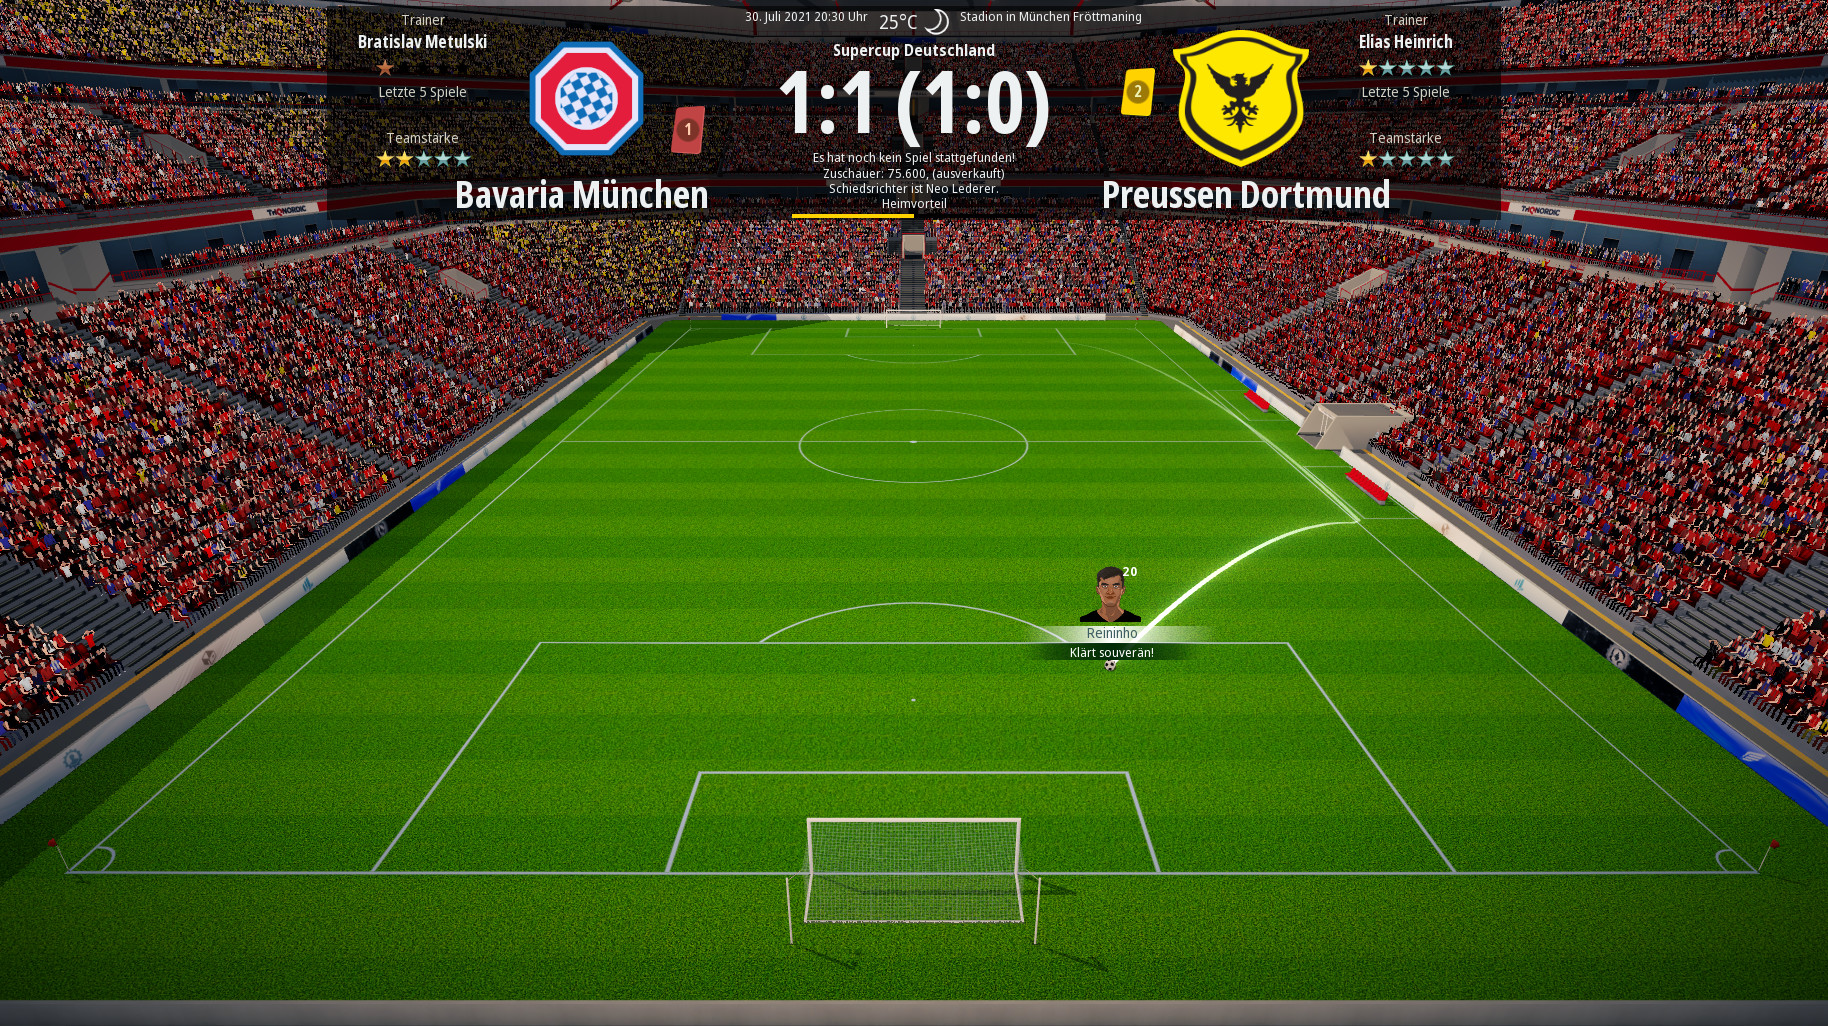 Trainer
Bratislav Metulski
Letzte 5 Spiele
Teamstärke
Bavaria München
1
30. Juli 2021 20:30 Uhr
25°C
Stadion in München Fröttmaning
Supercup Deutschland
1:1 (1:0)
Es hat noch kein Spiel stattgefunden!
Zuschauer: 75.600, (ausverkauft)
Schiedsrichter ist Neo Lederer.
Heimvorteil
2
Trainer
Elias Heinrich
Letzte 5 Spiele
Teamstärke
Preussen Dortmund
THQNORDIC
THQNORDIC
20
Reininho
Klärt souverän!